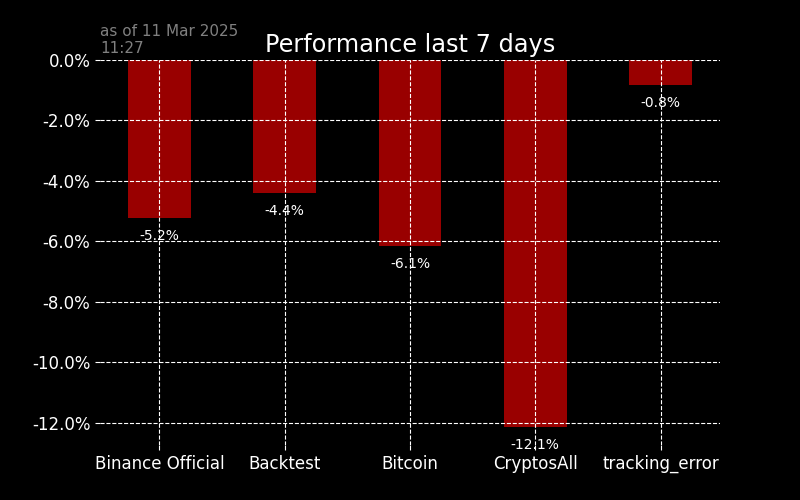 as of 11 Mar 2025
11:27
Performance last 7 days
0.0%
-2.0%
-4.0%
-6.0%
-8.0%
-10.0%
-12.0%
-5.2%
-4.4%
-6.1%
-12.1%
-0.8%
Binance Official
Backtest
Bitcoin
CryptosAll
tracking_error